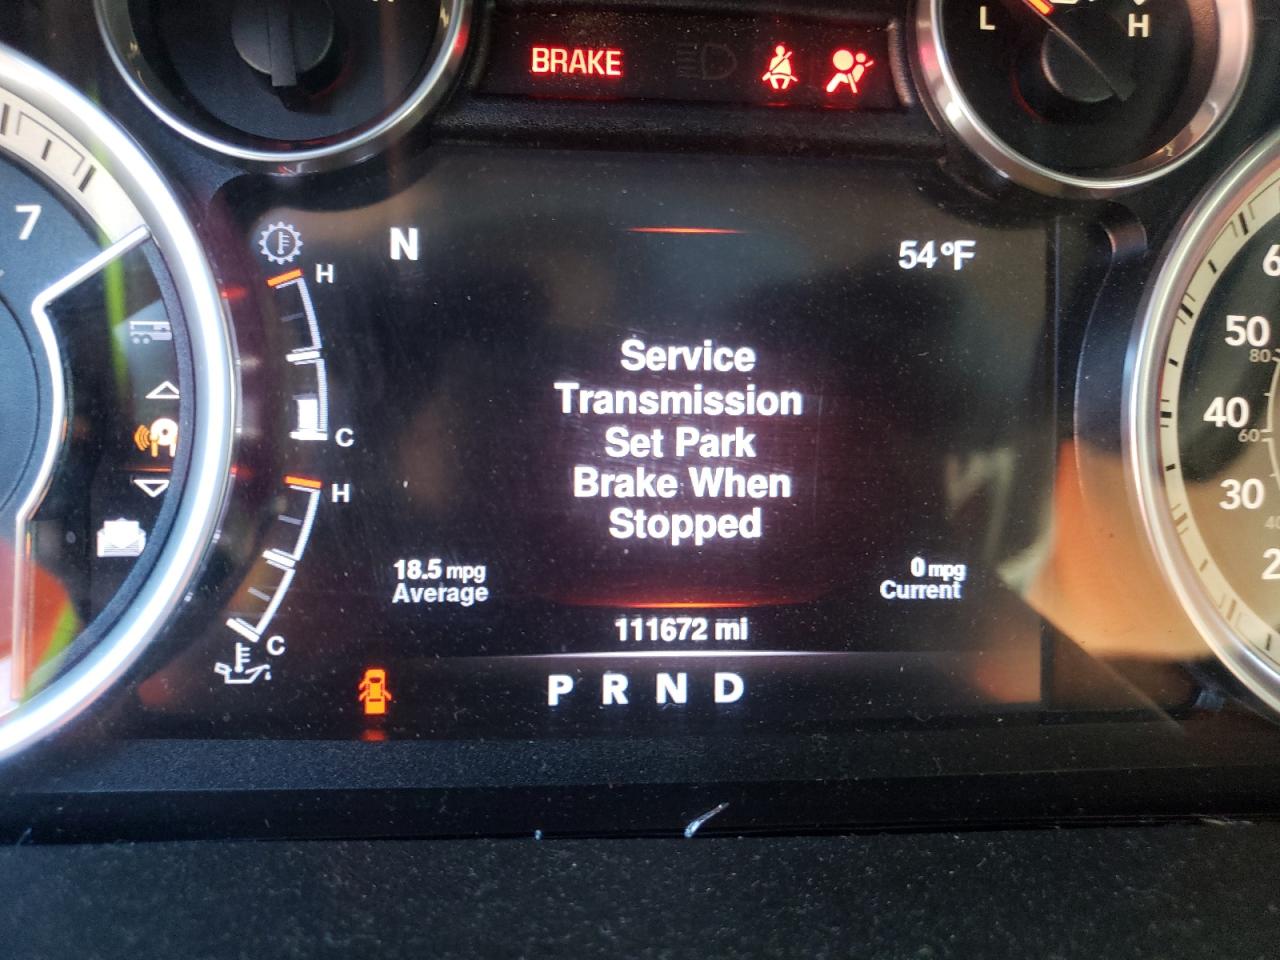 BRAKE
L
H
7
H
N
54°F
Service
Transmission
Set Park
Brake When
Stopped
C
H
C
18.5 mpg
Average
0 mpg
Current
111672 mi
P R N D
50
80
40
60
30